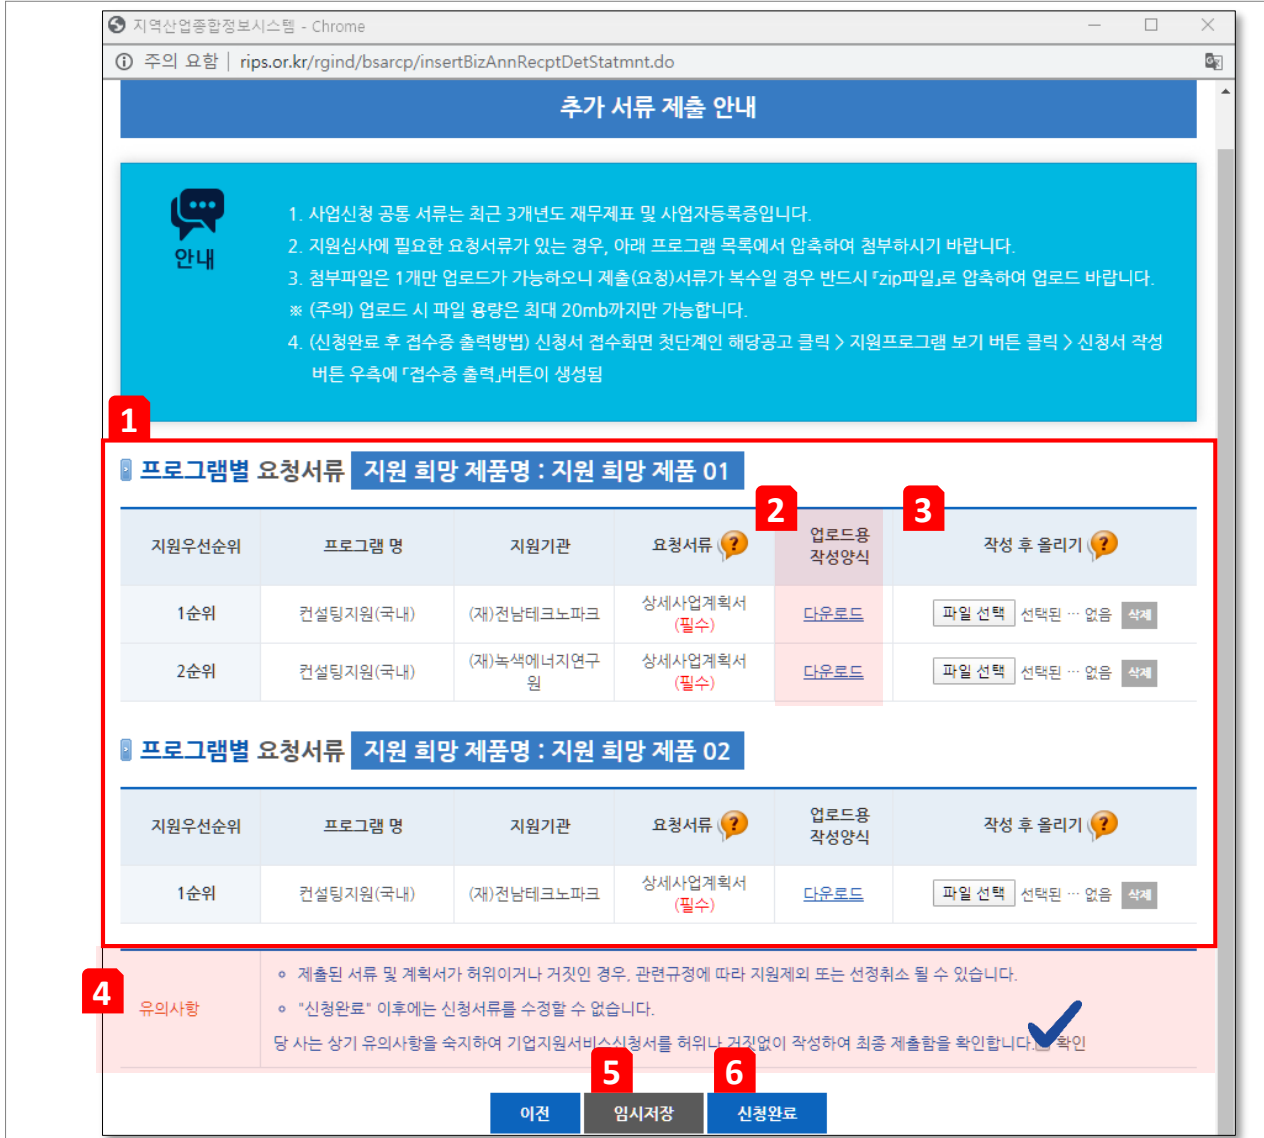 지역산업종합정보시스템 - Chrome
주의 요함 | rips.or.kr/rgind/bsarcp/insertBizAnnRecptDetStatmnt.do
추가 서류 제출 안내
안내
1. 사업신청 공통 서류는 최근 3개년도 재무제표 및 사업자등록증입니다.
2. 지원심사에 필요한 요청서류가 있는 경우, 아래 프로그램 목록에서 압축하여 첨부하시기 바랍니다.
3. 첨부파일은 1개만 업로드가 가능하오니 제출(요청)서류가 복수일 경우 반드시 『zip파일』로 압축하여 업로드 바랍니다.
※ (주의) 업로드 시 파일 용량은 최대 20mb까지만 가능합니다.
4. (신청완료 후 접수증 출력방법) 신청서 접수화면 첫단계인 해당공고 클릭 > 지원프로그램 보기 버튼 클릭 > 신청서 작성
버튼 우측에 『접수증 출력』버튼이 생성됨
1
프로그램별 요청서류 지원 희망 제품명 : 지원 희망 제품 01
2 3
지원우선순위 프로그램 명 지원기관 요청서류 ? 업로드용 작성양식 작성 후 올리기 ?
1순위 컨설팅지원(국내) (재)전남테크노파크 상세사업계획서 (필수) 다운로드 파일 선택 선택된 … 없음 삭제
2순위 컨설팅지원(국내) (재)녹색에너지연구원 상세사업계획서 (필수) 다운로드 파일 선택 선택된 … 없음 삭제
프로그램별 요청서류 지원 희망 제품명 : 지원 희망 제품 02
지원우선순위 프로그램 명 지원기관 요청서류 ? 업로드용 작성양식 작성 후 올리기 ?
1순위 컨설팅지원(국내) (재)전남테크노파크 상세사업계획서 (필수) 다운로드 파일 선택 선택된 … 없음 삭제
4
유의사항
제출된 서류 및 계획서가 허위이거나 거짓인 경우, 관련규정에 따라 지원제외 또는 선정취소 될 수 있습니다.
"신청완료" 이후에는 신청서류를 수정할 수 없습니다.
당 사는 상기 유의사항을 숙지하여 기업지원서비스신청서를 허위나 거짓없이 작성하여 최종 제출함을 확인합니다. 확인
5 6
이전 임시저장 신청완료